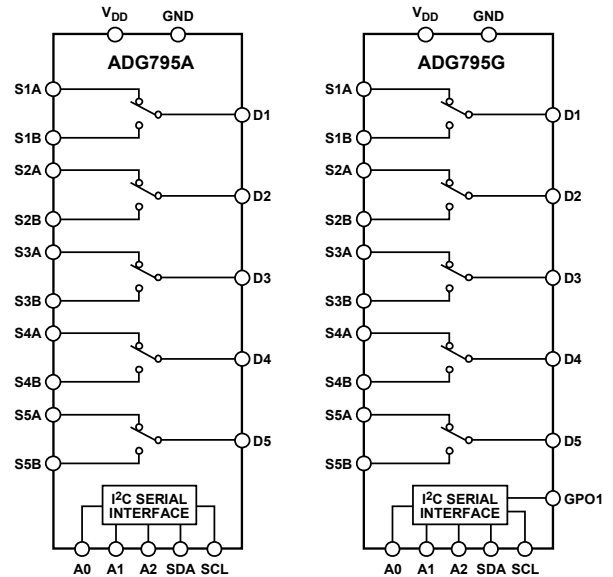 VDD GND
ADG795A
S1A
D1
S1B
S2A
D2
S2B
S3A
D3
S3B
S4A
D4
S4B
S5A
D5
S5B
I2C SERIAL
INTERFACE
A0 A1 A2 SDA SCL
VDD GND
ADG795G
S1A
D1
S1B
S2A
D2
S2B
S3A
D3
S3B
S4A
D4
S4B
S5A
D5
S5B
I2C SERIAL
INTERFACE
GPO1
A0 A1 A2 SDA SCL